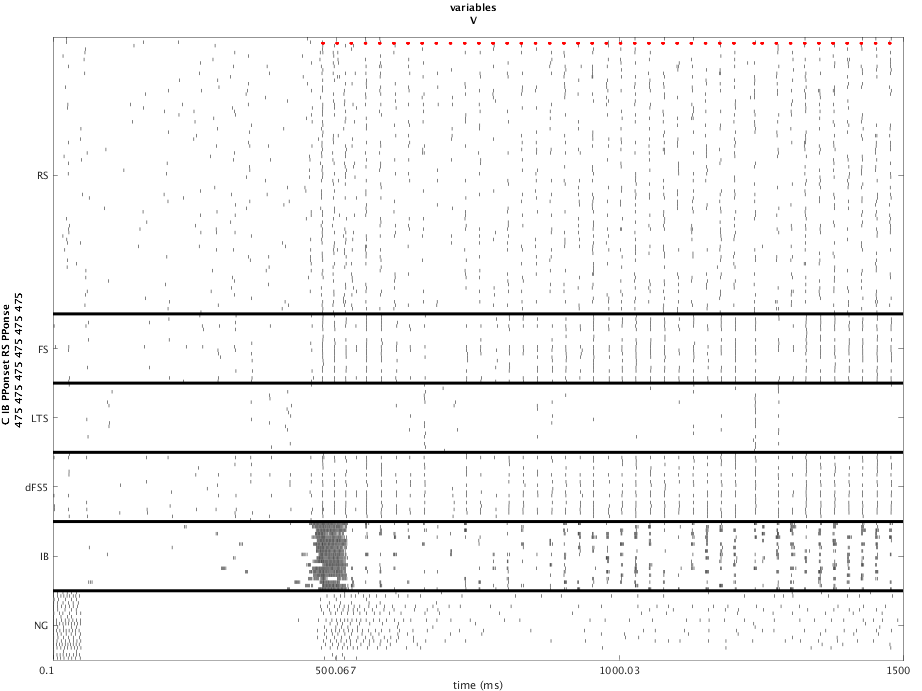 variables
V
C IB PPonset RS PPonse
475 475 475 475 475 475 475
RS
FS
LTS
dFS5
IB
NG
0.1
500.067
1000.03
1500
time (ms)